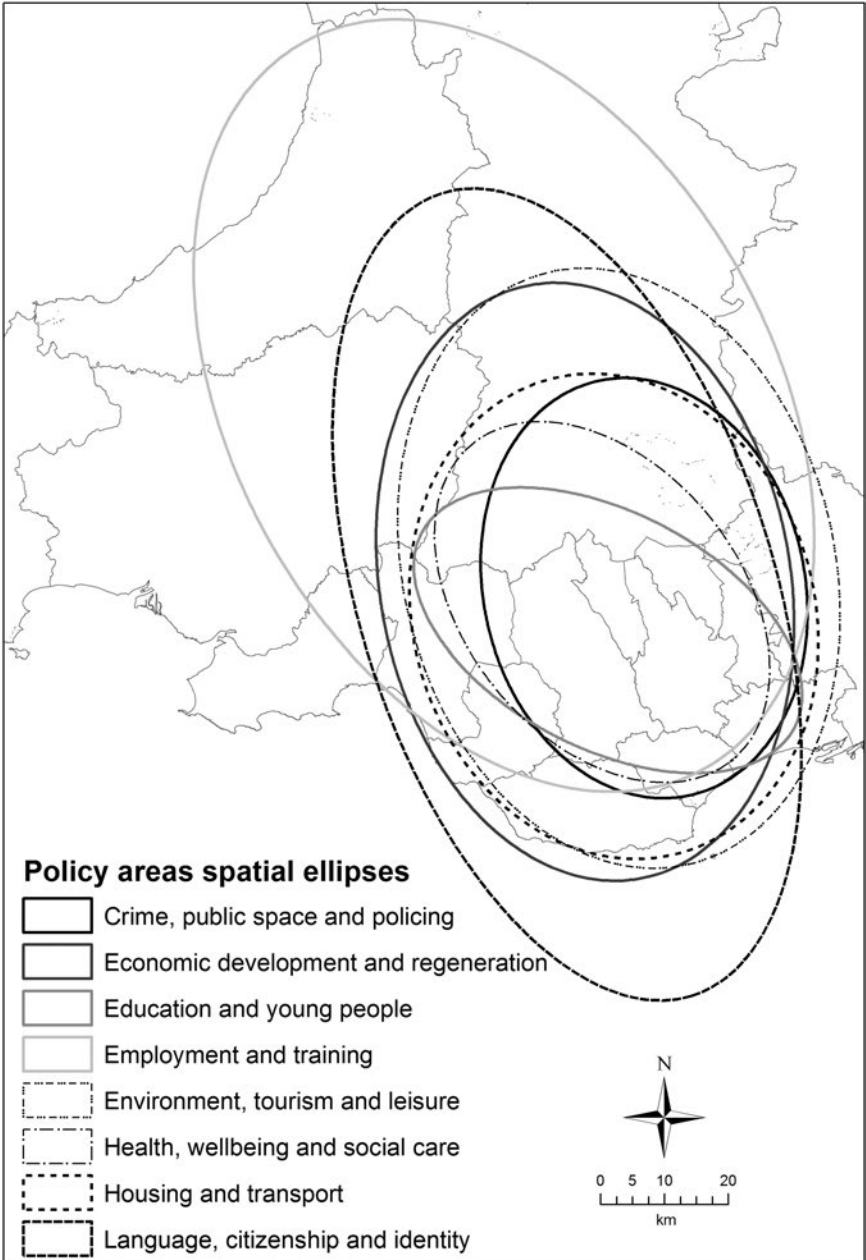 Policy areas spatial ellipses
Crime, public space and policing
Economic development and regeneration
Education and young people
Employment and training
Environment, tourism and leisure
Health, wellbeing and social care
Housing and transport
Language, citizenship and identity
N
0 5 10 20
km